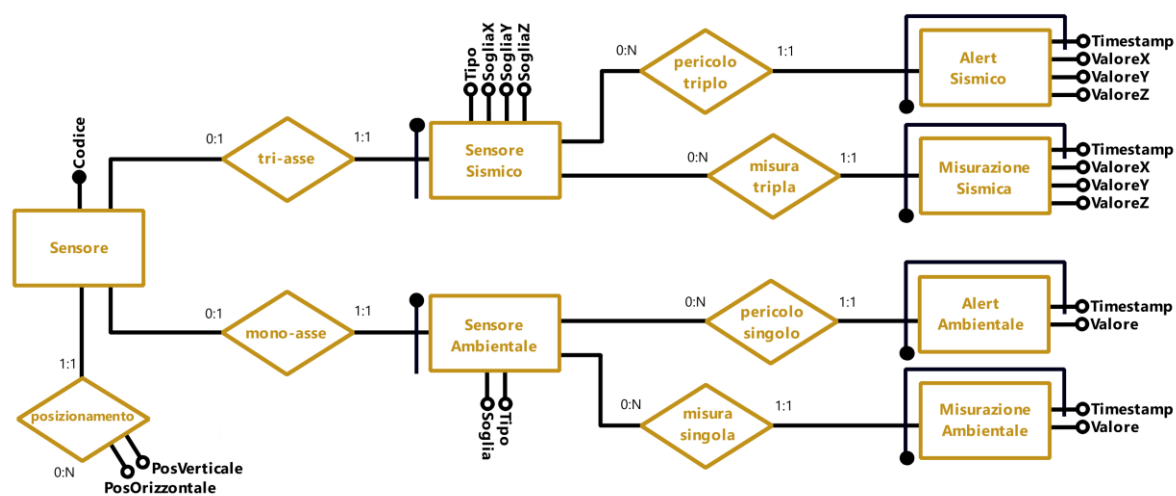 Codice
Sensore
1:1
posizionamento
0:N
PosVerticale
PosOrizzontale
0:1
tri-asse
1:1
Tipo
SogliaX
SogliaY
SogliaZ
Sensore
Sismico
0:N
pericolo
triplo
1:1
Alert
Sismico
Timestamp
ValoreX
ValoreY
ValoreZ
0:N
misura
tripla
1:1
Misurazione
Sismica
Timestamp
ValoreX
ValoreY
ValoreZ
0:1
mono-asse
1:1
Sensore
Ambientale
Soglia
Tipo
0:N
pericolo
singolo
1:1
Alert
Ambientale
Timestamp
Valore
0:N
misura
singola
1:1
Misurazione
Ambientale
Timestamp
Valore